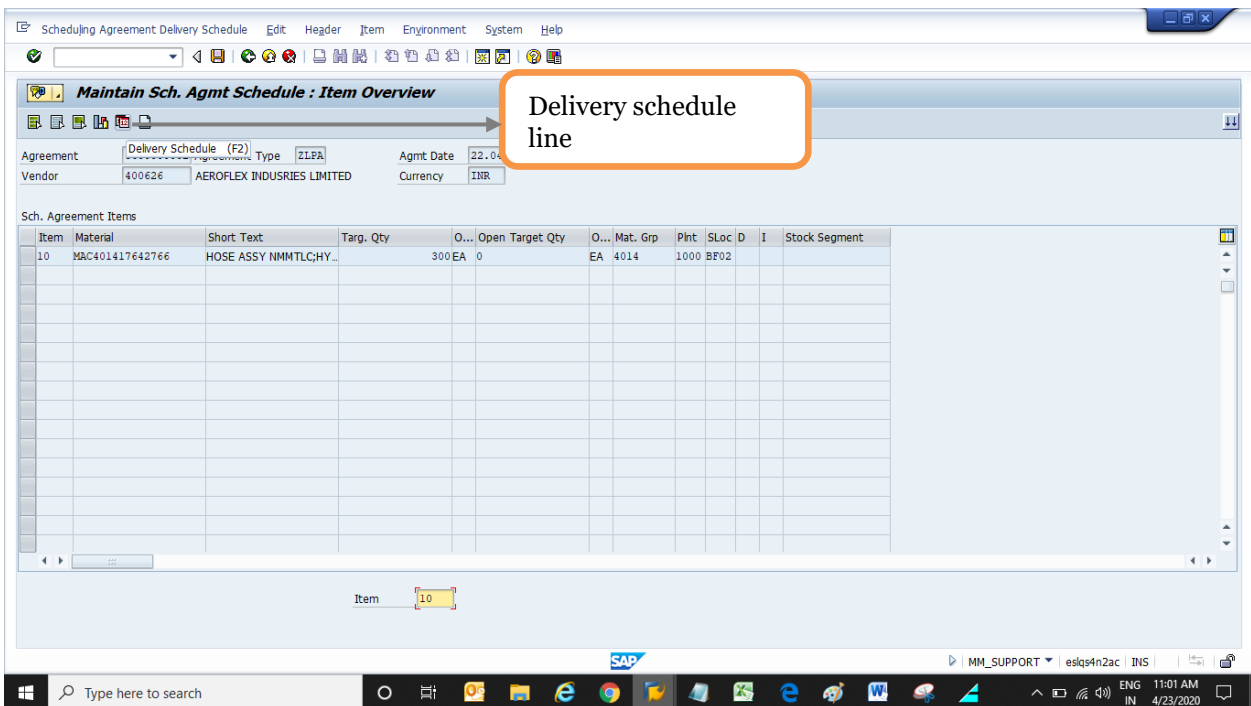 Scheduling Agreement Delivery Schedule Edit Header Item Environment System Help
Maintain Sch. Agmt Schedule : Item Overview
Delivery schedule
line
Delivery Schedule (F2)
Agreement Agreement Type ZLPA Agmt Date 22.04
Vendor 400626 AEROFLEX INDUSRIES LIMITED Currency INR
Sch. Agreement Items
Item Material Short Text Targ. Qty O... Open Target Qty O... Mat. Grp Plnt SLoc D I Stock Segment
10 MAC401417642766 HOSE ASSY NMMTLC;HY… 300 EA 0 EA 4014 1000 BF02
Item 10
SAP
MM_SUPPORT eslqs4n2ac INS
Type here to search
ENG 11:01 AM
IN 4/23/2020